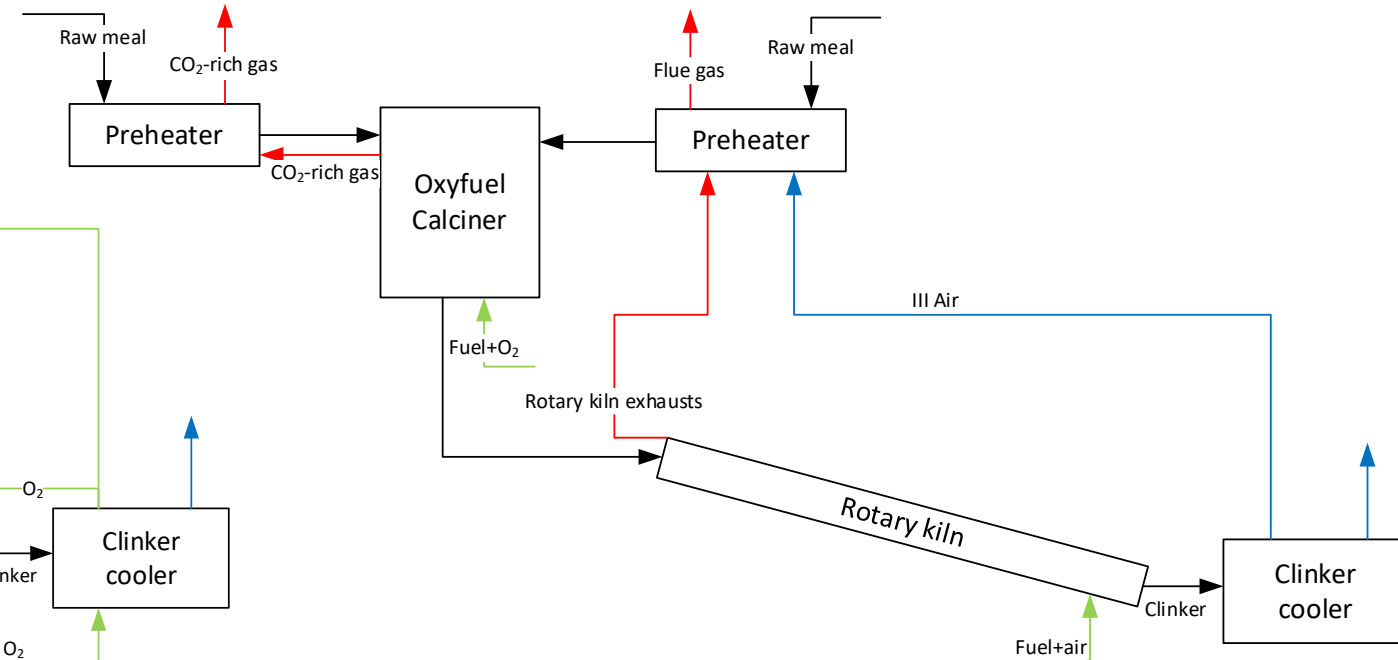 Raw meal
CO₂-rich gas
Preheater
CO₂-rich gas
Oxyfuel
Calciner
Flue gas
Raw meal
Preheater
III Air
Fuel+O₂
Rotary kiln exhausts
Rotary kiln
Clinker
Fuel+air
Clinker
cooler
O₂
Clinker
cooler
nker
O₂